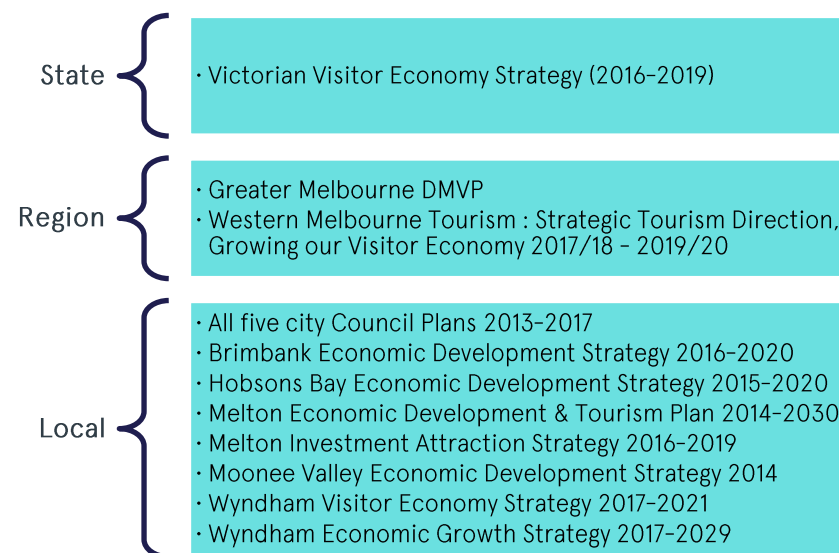 State
· Victorian Visitor Economy Strategy (2016-2019)
Region
· Greater Melbourne DMVP
· Western Melbourne Tourism : Strategic Tourism Direction,
Growing our Visitor Economy 2017/18 - 2019/20
Local
· All five city Council Plans 2013-2017
· Brimbank Economic Development Strategy 2016-2020
· Hobsons Bay Economic Development Strategy 2015-2020
· Melton Economic Development & Tourism Plan 2014-2030
· Melton Investment Attraction Strategy 2016-2019
· Moonee Valley Economic Development Strategy 2014
· Wyndham Visitor Economy Strategy 2017-2021
· Wyndham Economic Growth Strategy 2017-2029